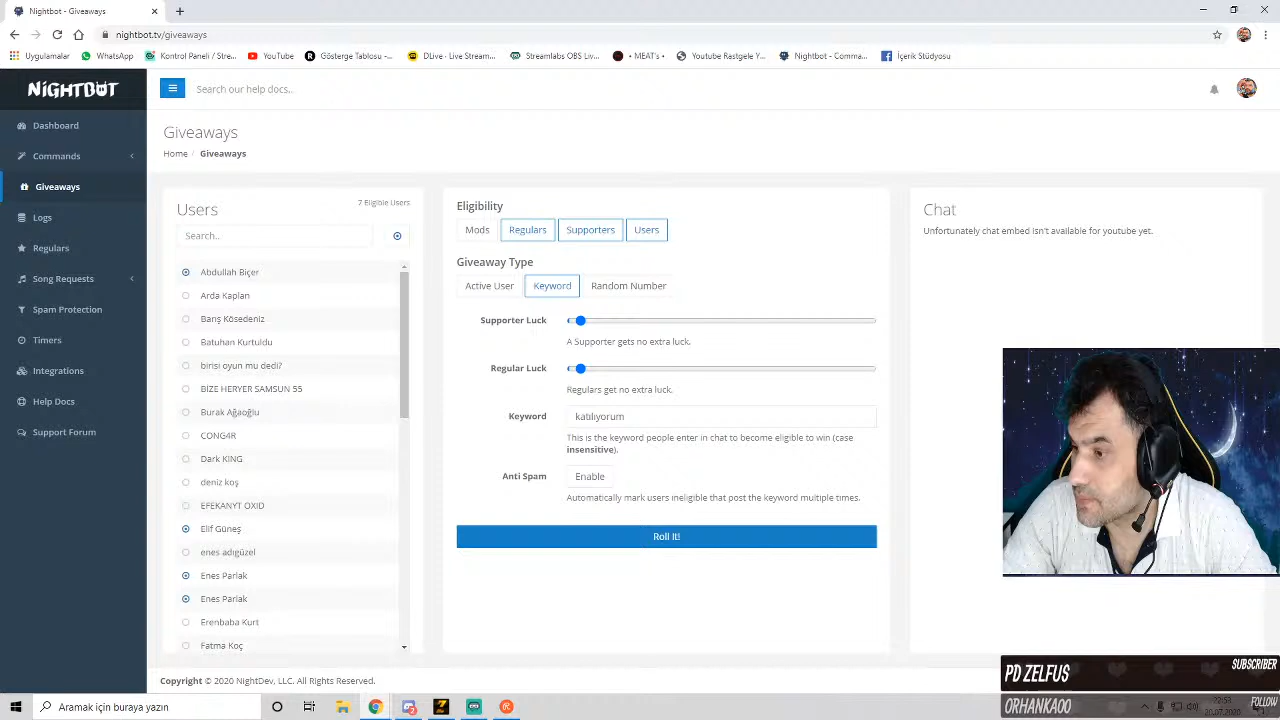 Nightbot - Giveaways
nightbot.tv/giveaways
Uygulamalar
WhatsApp
Kontrol Paneli / Stre...
YouTube
Gösterge Tablosu -...
DLive · Live Stream...
Streamlabs OBS Liv...
• MEAT's •
Youtube Rastgele Y...
Nightbot - Comma...
İçerik Stüdyosu
NiGHTBOT
Search our help docs..
Dashboard
Commands
Giveaways
Logs
Regulars
Song Requests
Spam Protection
Timers
Integrations
Help Docs
Support Forum
Giveaways
Home / Giveaways
Users
7 Eligible Users
Search..
Abdullah Biçer
Arda Kaplan
Barış Kösedeniz
Batuhan Kurtuldu
birisi oyun mu dedi?
BİZE HERYER SAMSUN 55
Burak Ağaoğlu
CONG4R
Dark KING
deniz koş
EFEKANYT OXID
Elif Güneş
enes adıgüzel
Enes Parlak
Enes Parlak
Erenbaba Kurt
Fatma Koç
Eligibility
Mods Regulars Supporters Users
Giveaway Type
Active User Keyword Random Number
Supporter Luck
A Supporter gets no extra luck.
Regular Luck
Regulars get no extra luck.
Keyword katılıyorum
This is the keyword people enter in chat to become eligible to win (case
insensitive).
Anti Spam Enable
Automatically mark users ineligible that post the keyword multiple times.
Roll It!
Chat
Unfortunately chat embed isn't available for youtube yet.
Copyright © 2020 NightDev, LLC. All Rights Reserved.
SUBSCRIBER
PD ZELFUS
FOLLOW
ORHANKA00
Aramak için buraya yazın
22:53
20.07.2020